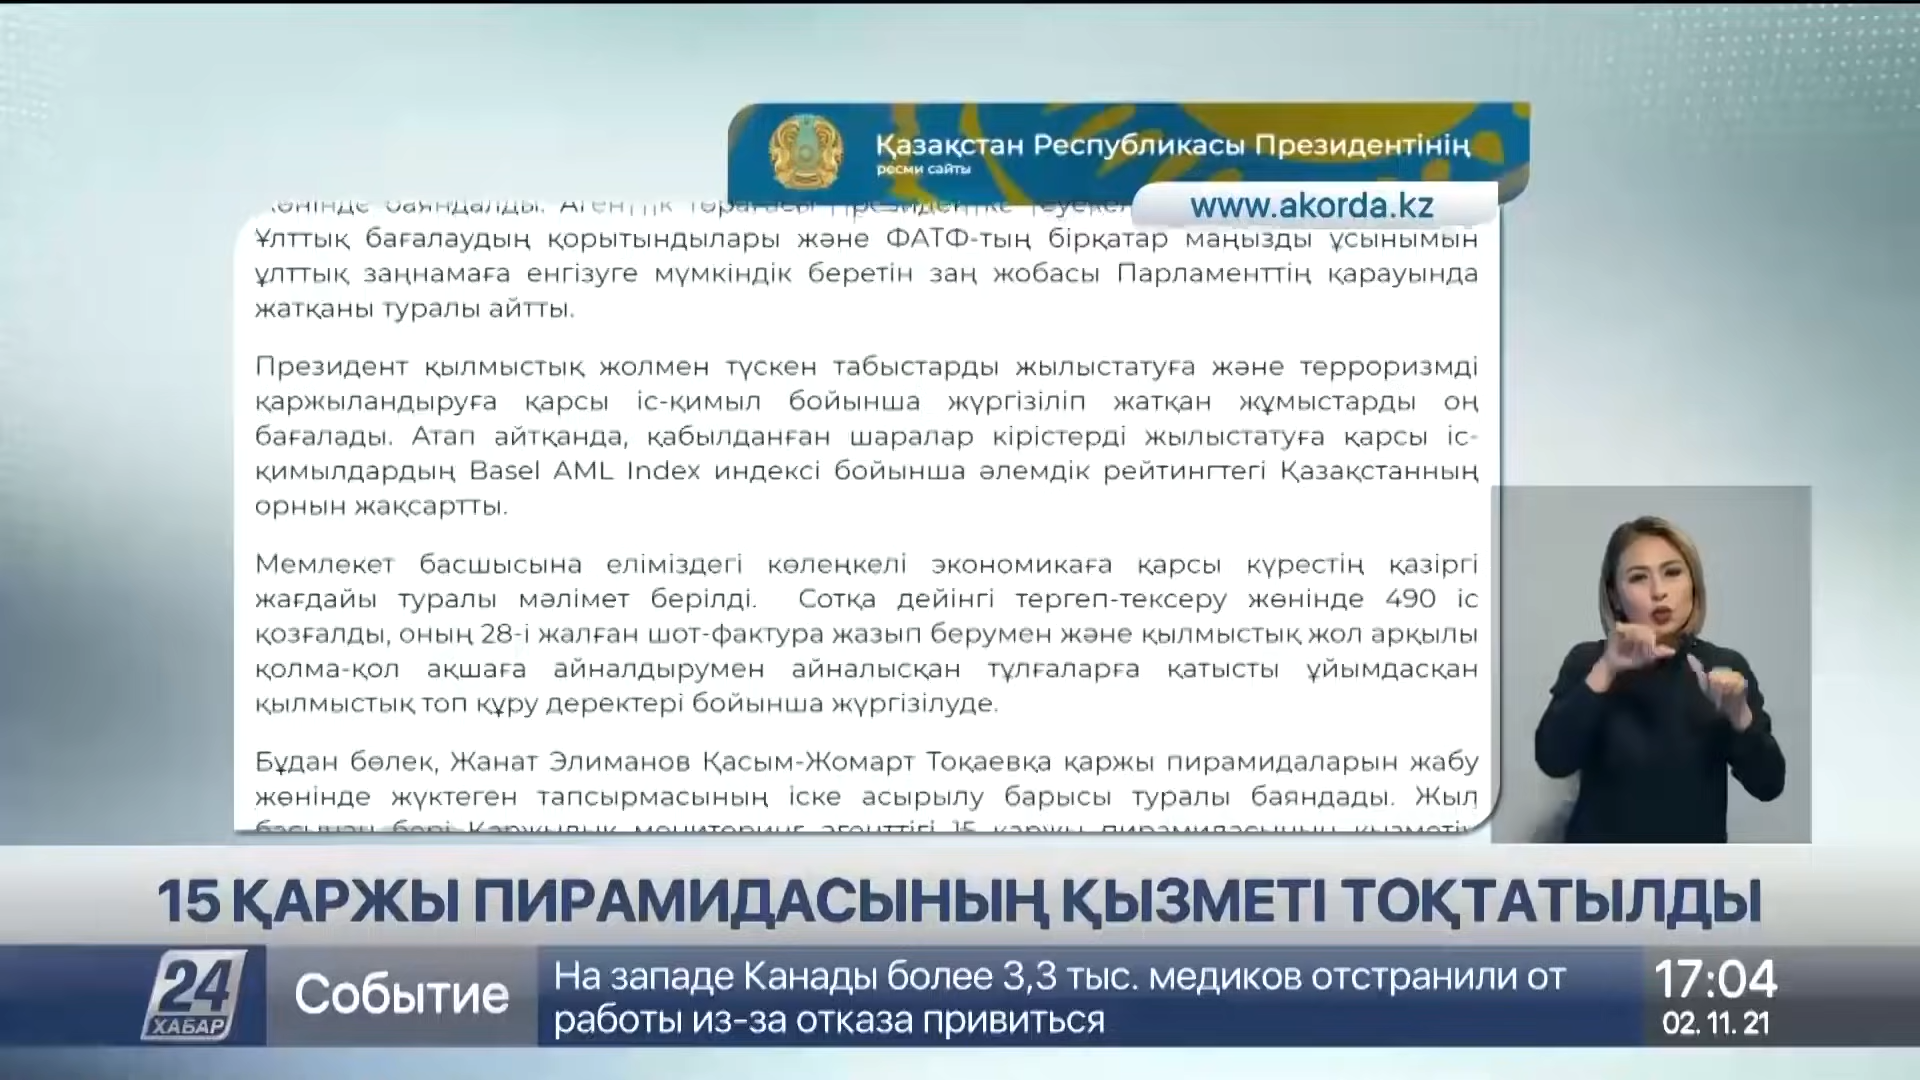 Қазақстан Республикасы Президентінің
ресми сайты
www.akorda.kz
Ұлттық бағалаудың қорытындылары және ФАТФ-тың бірқатар маңызды ұсынымын
ұлттық заңнамаға енгізуге мүмкіндік беретін заң жобасы Парламенттің қарауында
жатқаны туралы айтты.
Президент қылмыстық жолмен түскен табыстарды жылыстатуға және терроризмді
қаржыландыруға қарсы іс-қимыл бойынша жүргізіліп жатқан жұмыстарды оң
бағалады. Атап айтқанда, қабылданған шаралар кірістерді жылыстатуға қарсы іс-
қимылдардың Basel AML Index индексі бойынша әлемдік рейтингтегі Қазақстанның
орнын жақсартты.
Мемлекет басшысына еліміздегі көлеңкелі экономикаға қарсы күрестің қазіргі
жағдайы туралы мәлімет берілді. Сотқа дейінгі тергеп-тексеру жөнінде 490 іс
қозғалды, оның 28-і жалған шот-фактура жазып берумен және қылмыстық жол арқылы
қолма-қол ақшаға айналдырумен айналысқан тұлғаларға қатысты ұйымдасқан
қылмыстық топ құру деректері бойынша жүргізілуде.
Бұдан бөлек, Жанат Элиманов Қасым-Жомарт Тоқаевқа қаржы пирамидаларын жабу
жөнінде жүктеген тапсырмасының іске асырылу барысы туралы баяндады. Жыл
15 ҚАРЖЫ ПИРАМИДАСЫНЫҢ ҚЫЗМЕТІ ТОҚТАТЫЛДЫ
24
ХАБАР
Событие
На западе Канады более 3,3 тыс. медиков отстранили от
работы из-за отказа привиться
17:04
02. 11. 21